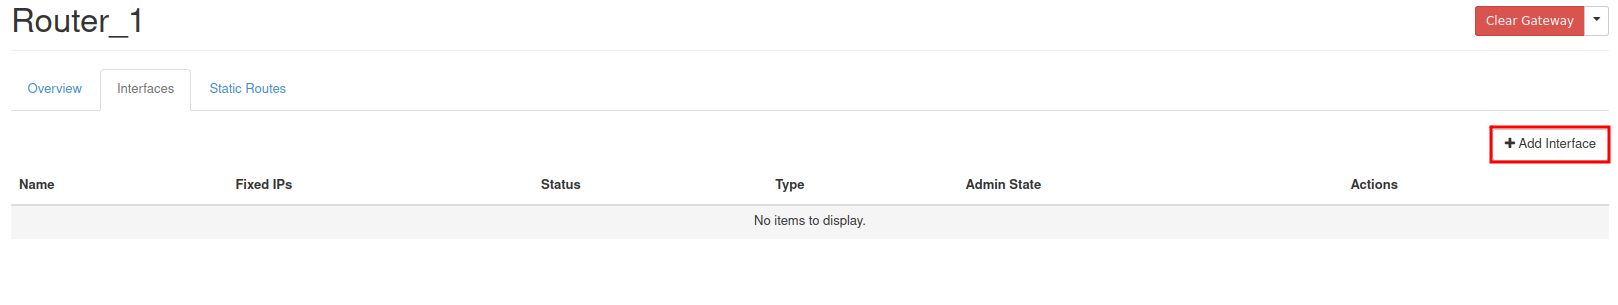 Router_1
Clear Gateway
Overview Interfaces Static Routes
Add Interface
Name Fixed IPs Status Type Admin State Actions
No items to display.